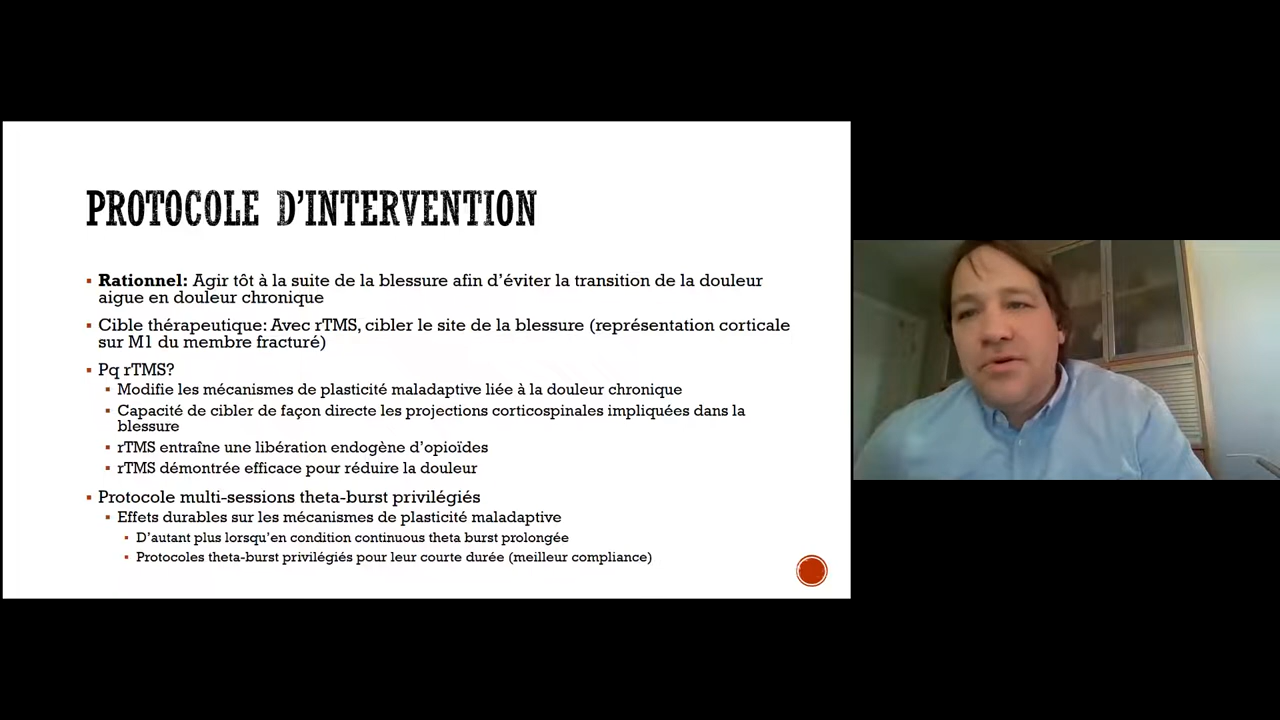 PROTOCOLE D'INTERVENTION
Rationnel: Agir tôt à la suite de la blessure afin d'éviter la transition de la douleur
aigue en douleur chronique
Cible thérapeutique: Avec rTMS, cibler le site de la blessure (représentation corticale
sur M1 du membre fracturé)
Pq rTMS?
Modifie les mécanismes de plasticité maladaptive liée à la douleur chronique
Capacité de cibler de façon directe les projections corticospinales impliquées dans la
blessure
rTMS entraîne une libération endogène d'opioïdes
rTMS démontrée efficace pour réduire la douleur
Protocole multi-sessions theta-burst privilégiés
Effets durables sur les mécanismes de plasticité maladaptive
D'autant plus lorsqu'en condition continuous theta burst prolongée
Protocoles theta-burst privilégiés pour leur courte durée (meilleur compliance)